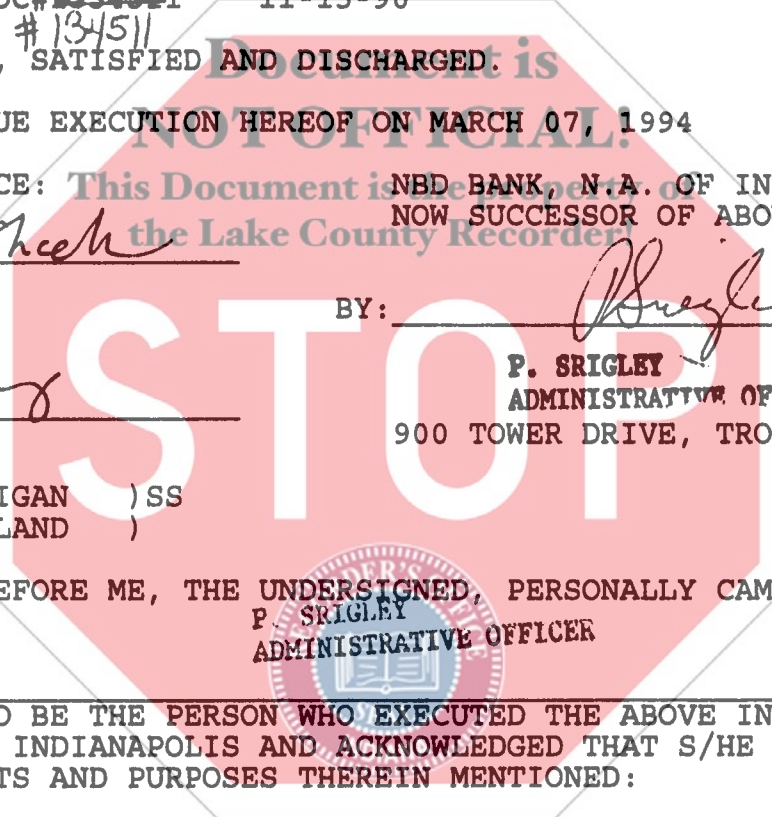 11-15-90
#134511
, SATISFIED AND DISCHARGED.
Document is
UE EXECUTION HEREOF ON MARCH 07, 1994
NOT OFFICIAL!
CE: NBD BANK, N.A. OF IN
This Document is the property of
NOW SUCCESSOR OF ABO
the Lake County Recorder!
BY:
STOP
P. SRIGLEY
ADMINISTRATIVE OF
900 TOWER DRIVE, TRO
IGAN )SS
LAND )
EFORE ME, THE UNDERSIGNED, PERSONALLY CAM
P. SRIGLEY
ADMINISTRATIVE OFFICER
O BE THE PERSON WHO EXECUTED THE ABOVE IN
INDIANAPOLIS AND ACKNOWLEDGED THAT S/HE
TS AND PURPOSES THEREIN MENTIONED: